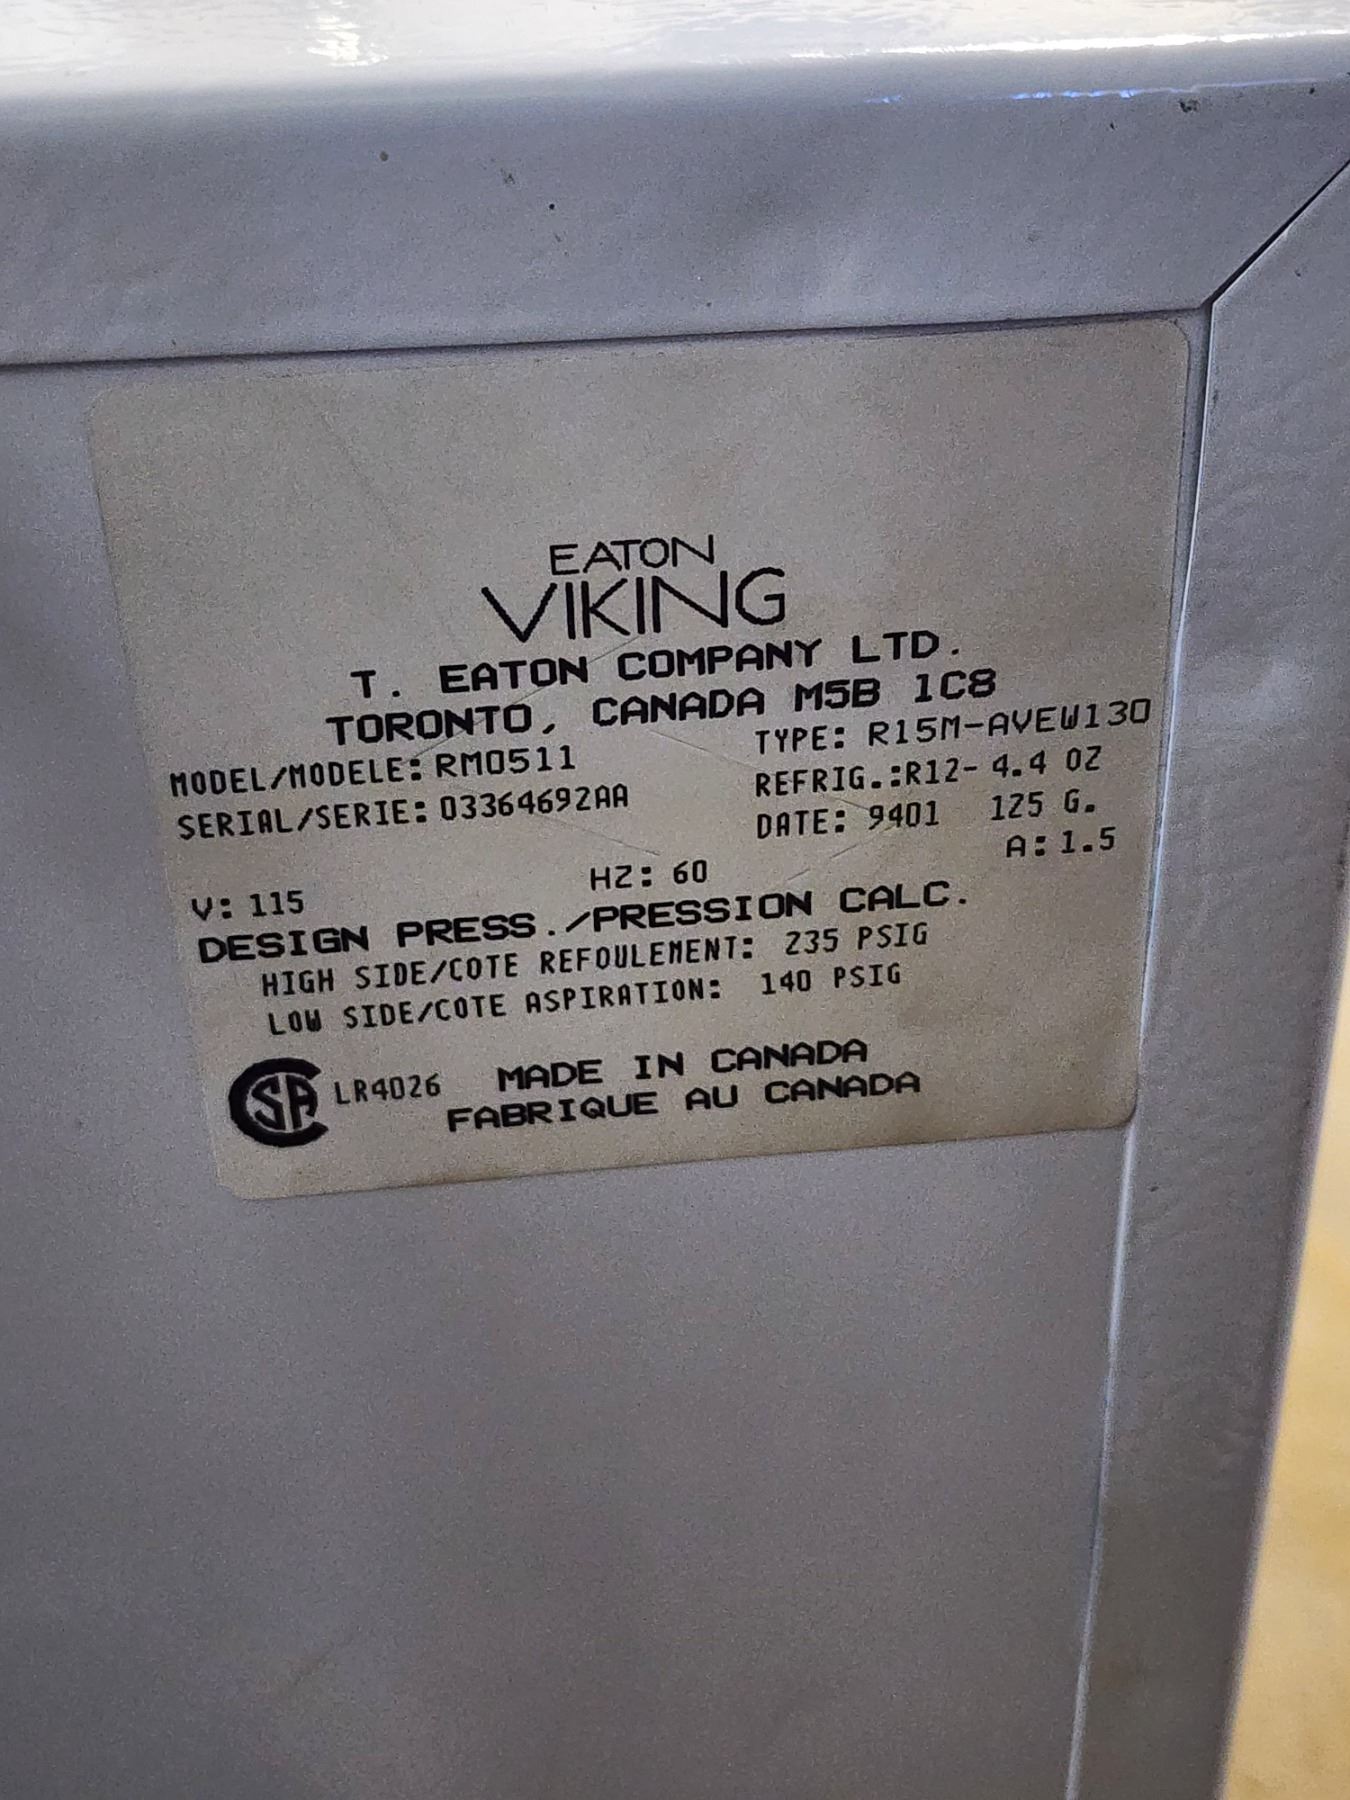 EATON
VIKING
T. EATON COMPANY LTD.
TORONTO, CANADA M5B 1C8
MODEL/MODELE: RM0511 TYPE: R15M-AVEW130
SERIAL/SERIE: 03364692AA REFRIG.:R12- 4.4 OZ
DATE: 9401 125 G.
V: 115 HZ: 60 A: 1.5
DESIGN PRESS./PRESSION CALC.
HIGH SIDE/COTE REFOULEMENT: 235 PSIG
LOW SIDE/COTE ASPIRATION: 140 PSIG
CSA LR4026 MADE IN CANADA
FABRIQUE AU CANADA